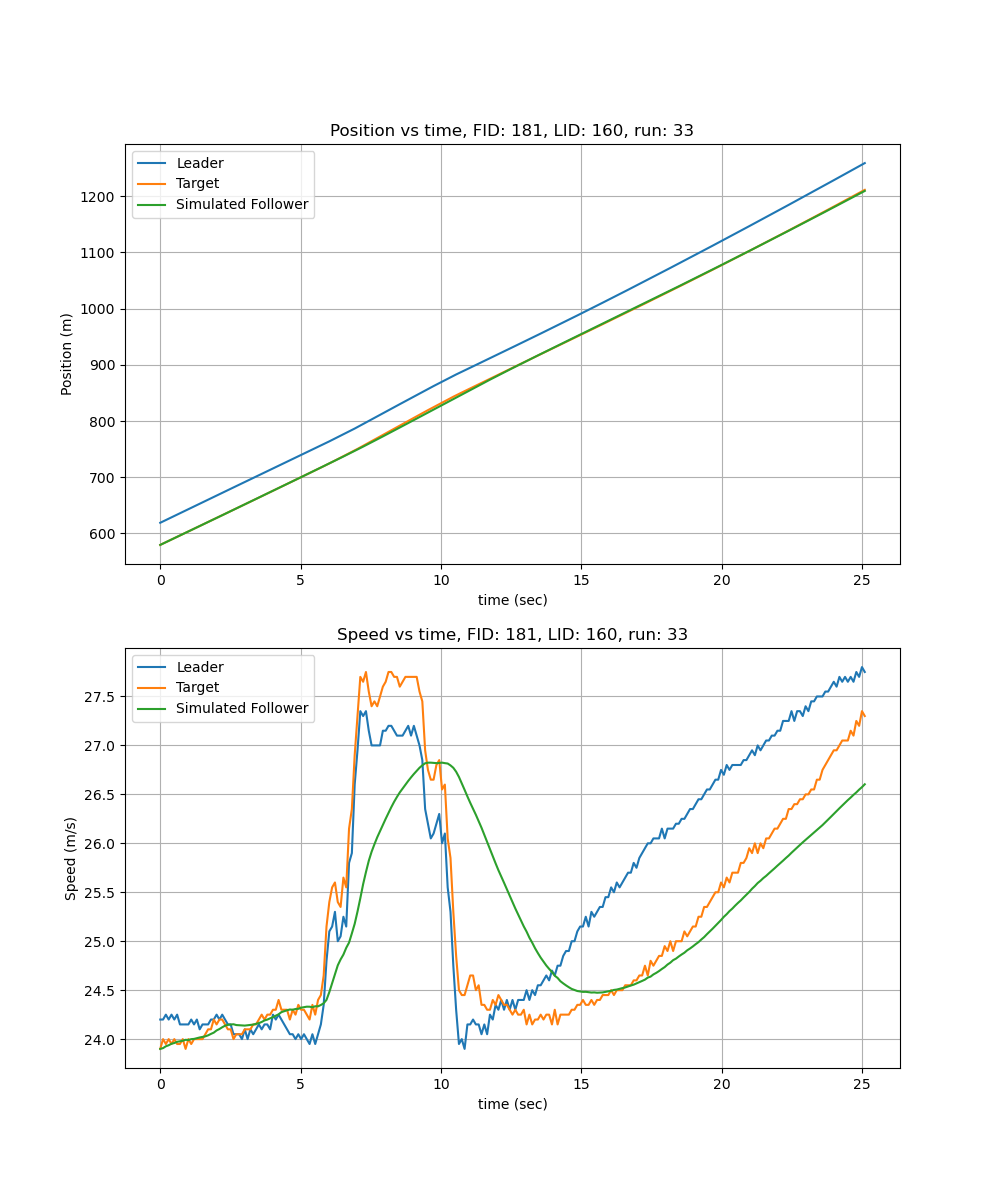 Position vs time, FID: 181, LID: 160, run: 33
Leader
Target
Simulated Follower
1200
1100
1000
900
800
700
600
Position (m)
0 5 10 15 20 25
time (sec)
Speed vs time, FID: 181, LID: 160, run: 33
Leader
Target
Simulated Follower
27.5
27.0
26.5
26.0
25.5
25.0
24.5
24.0
Speed (m/s)
0 5 10 15 20 25
time (sec)